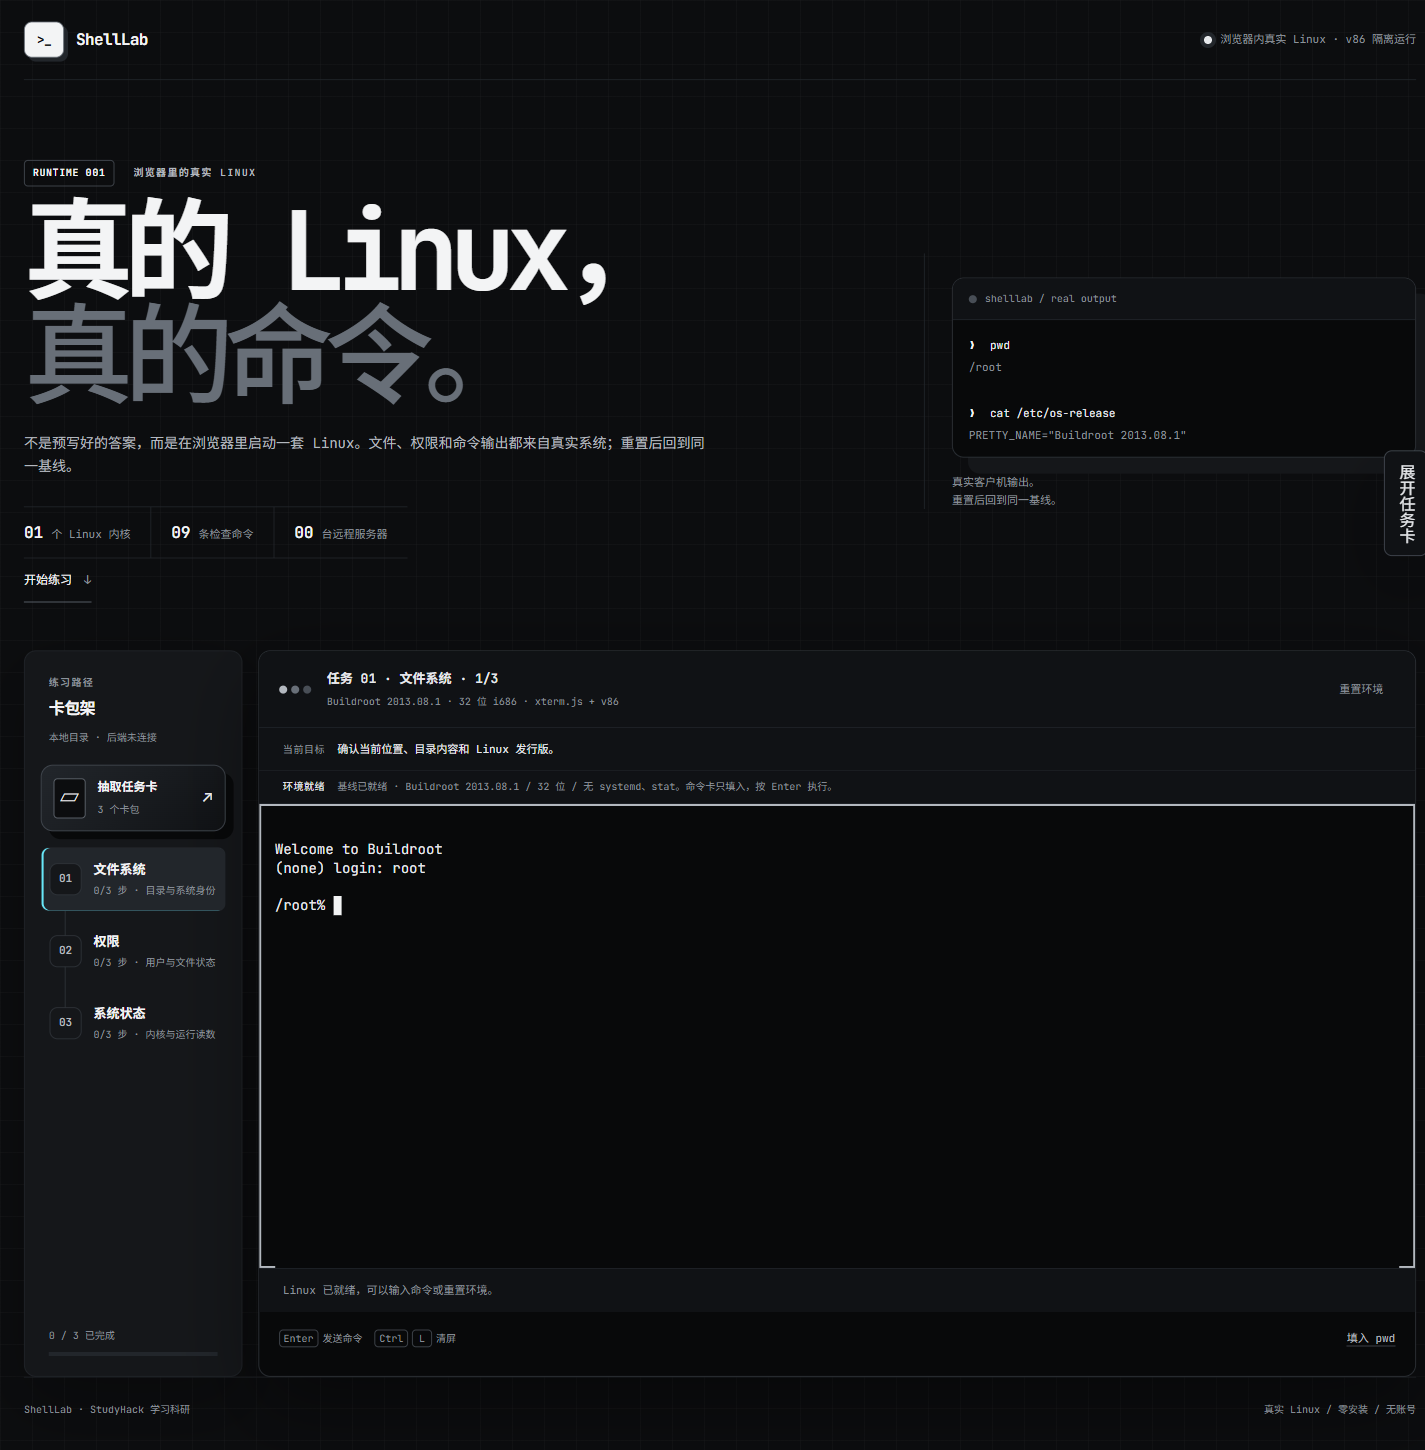 >_ ShellLab
浏览器内真实 Linux · v86 隔离运行
RUNTIME 001 浏览器里的真实 LINUX
真的 Linux，
真的命令。
不是预写好的答案，而是在浏览器里启动一套 Linux。文件、权限和命令输出都来自真实系统；重置后回到同
一基线。
01 个 Linux 内核 09 条检查命令 00 台远程服务器
开始练习 ↓
shelllab / real output
❯ pwd
/root
❯ cat /etc/os-release
PRETTY_NAME="Buildroot 2013.08.1"
真实客户机输出。
重置后回到同一基线。
展开任务卡
练习路径
卡包架
本地目录 · 后端未连接
抽取任务卡 ↗
3 个卡包
01 文件系统
0/3 步 · 目录与系统身份
02 权限
0/3 步 · 用户与文件状态
03 系统状态
0/3 步 · 内核与运行读数
0 / 3 已完成
任务 01 · 文件系统 · 1/3
Buildroot 2013.08.1 · 32 位 i686 · xterm.js + v86
重置环境
当前目标 确认当前位置、目录内容和 Linux 发行版。
环境就绪 基线已就绪 · Buildroot 2013.08.1 / 32 位 / 无 systemd、stat。命令卡只填入，按 Enter 执行。
Welcome to Buildroot
(none) login: root
/root%
Linux 已就绪，可以输入命令或重置环境。
Enter 发送命令 Ctrl L 清屏
填入 pwd
ShellLab · StudyHack 学习科研
真实 Linux / 零安装 / 无账号